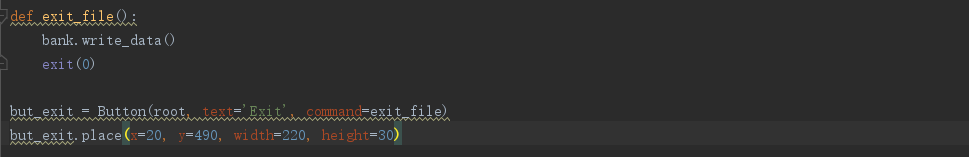 def exit_file():
    bank.write_data()
    exit(0)
but_exit = Button(root, text='Exit', command=exit_file)
but_exit.place(x=20, y=490, width=220, height=30)